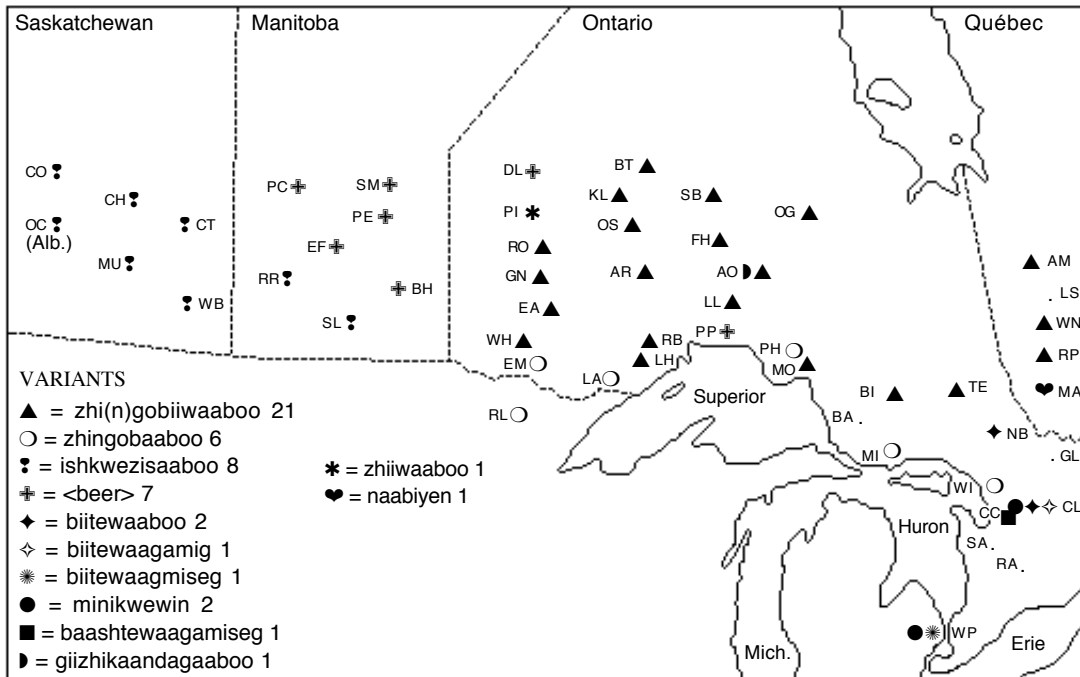 Saskatchewan Manitoba Ontario Québec
CO
CH
OC
(Alb.)
CT
MU
WB
PC
SM
PE
EF
RR
BH
SL
DL
BT
PI
KL
SB
OG
OS
RO
FH
GN
AR
AO
EA
LL
PP
WH
RB
EM
LH
PH
MO
LA
RL
Superior
BA
BI
TE
AM
LS
WN
RP
MA
NB
GL
MI
WI
CC
CL
Huron
SA
RA
WP
Mich.
Erie
VARIANTS
▲ = zhi(n)gobiiwaaboo 21
❍ = zhingobaaboo 6
❢ = ishkwezisaaboo 8
✙ = <beer> 7
✦ = biitewaaboo 2
✧ = biitewaagamig 1
✺ = biitewaagmiseg 1
● = minikwewin 2
■ = baashtewaagamiseg 1
◗ = giizhikaandagaaboo 1
✱ = zhiiwaaboo 1
❤ = naabiyen 1